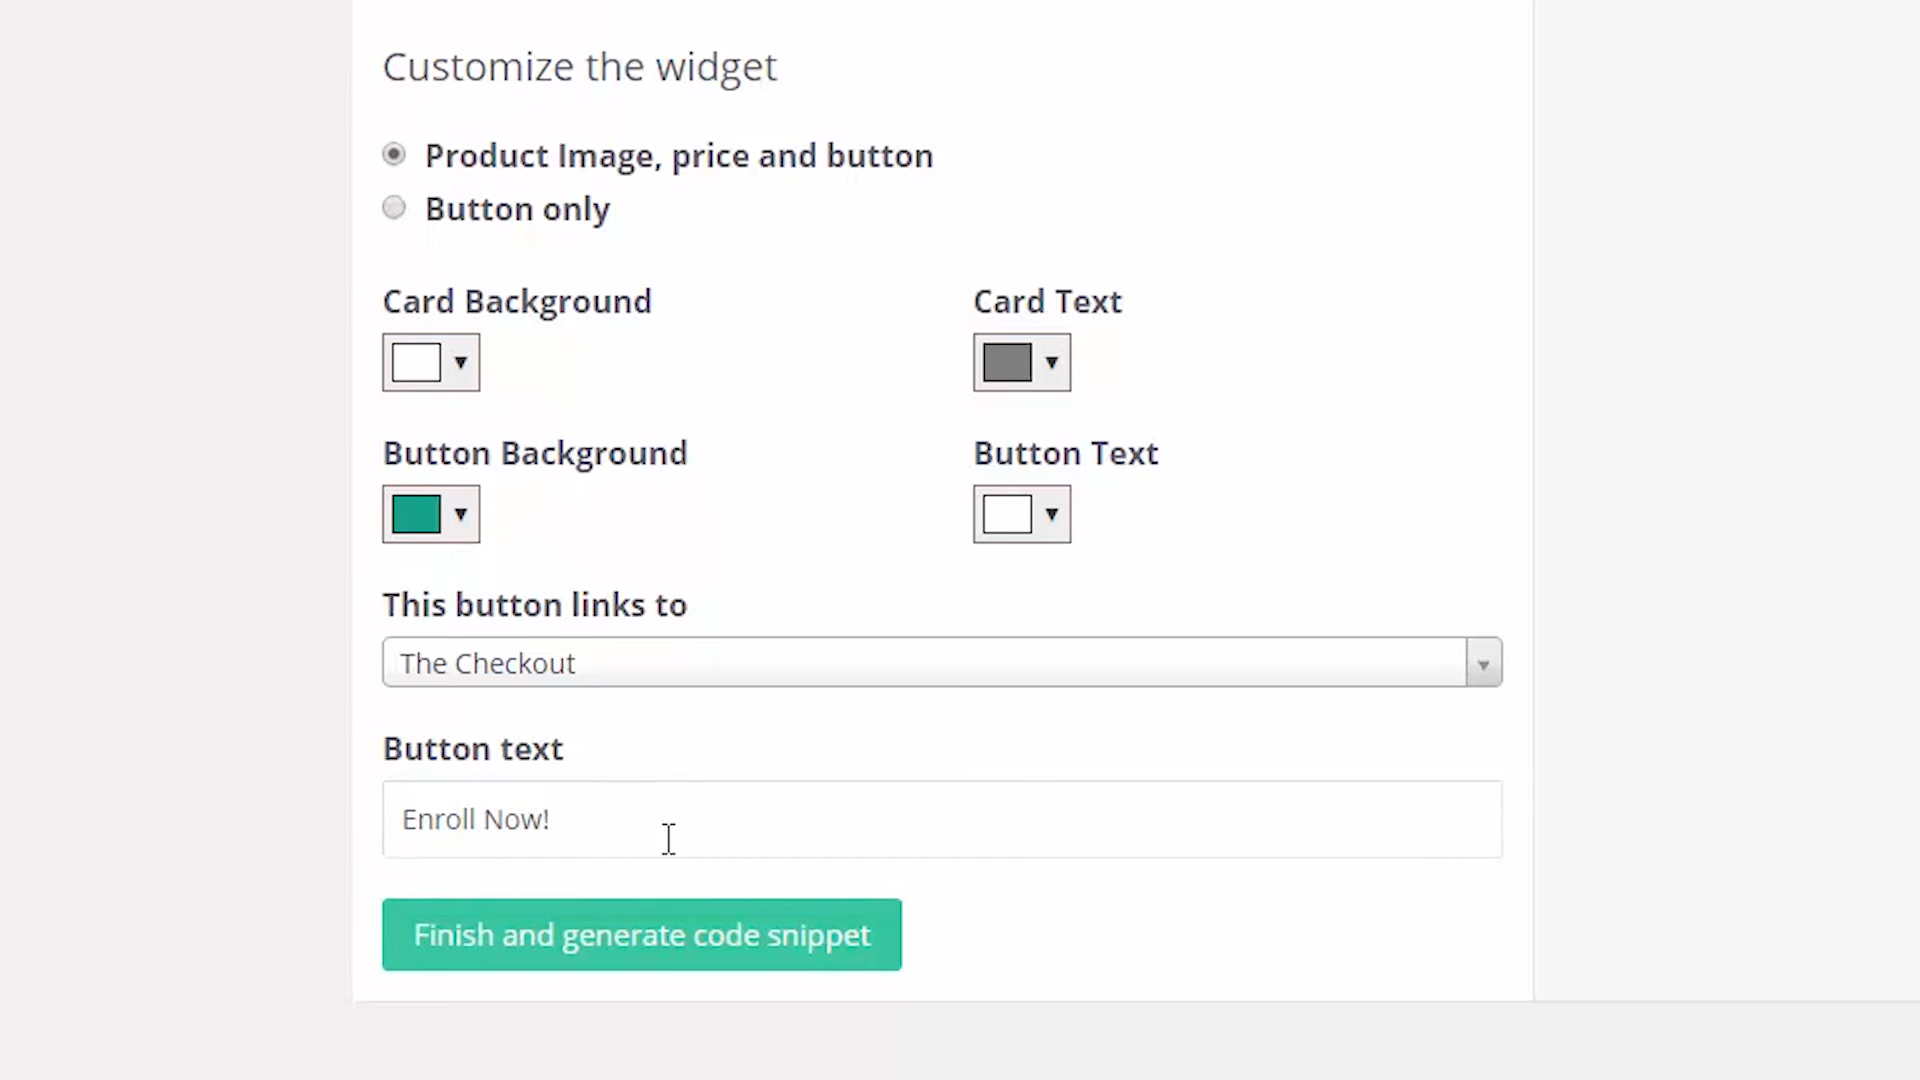 Customize the widget
Product Image, price and button
Button only
Card Background
Card Text
Button Background
Button Text
This button links to
The Checkout
Button text
Enroll Now!
Finish and generate code snippet